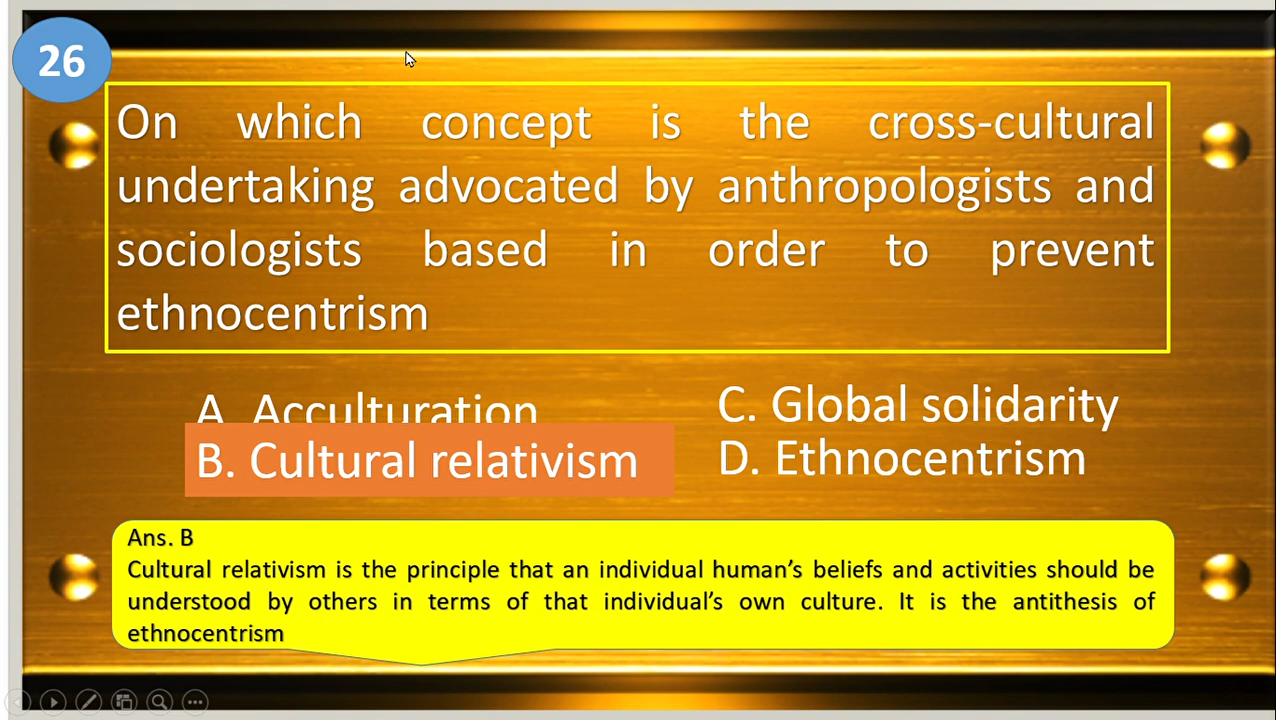 26
On which concept is the cross-cultural
undertaking advocated by anthropologists and
sociologists based in order to prevent
ethnocentrism
A. Acculturation
B. Cultural relativism
C. Global solidarity
D. Ethnocentrism
Ans. B
Cultural relativism is the principle that an individual human’s beliefs and activities should be
understood by others in terms of that individual’s own culture. It is the antithesis of
ethnocentrism